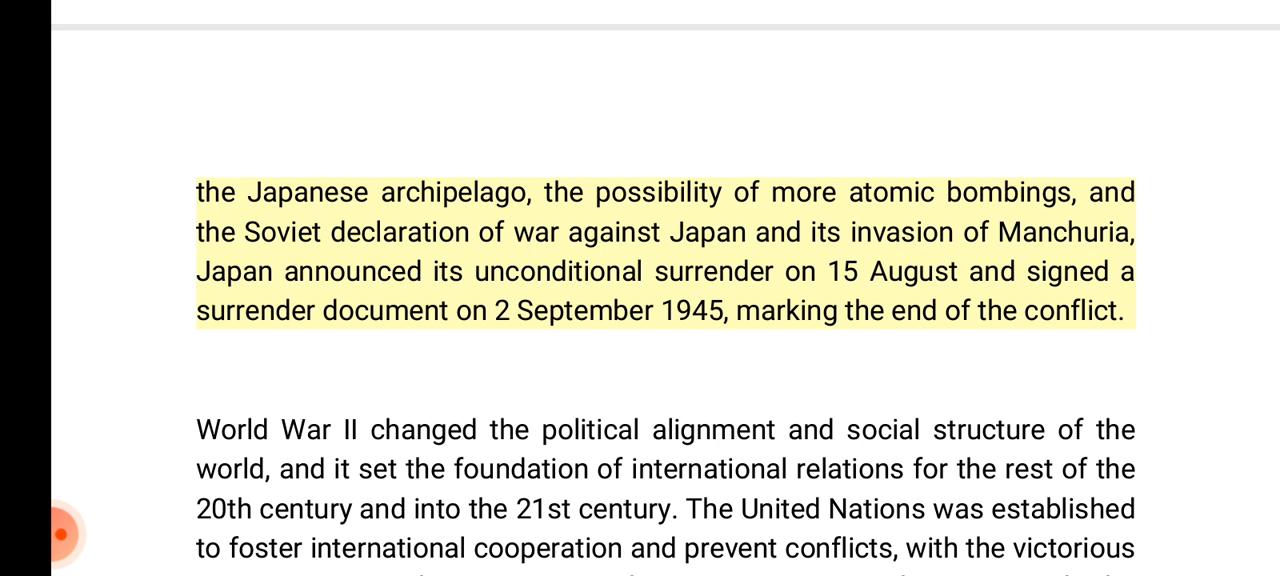 the Japanese archipelago, the possibility of more atomic bombings, and
the Soviet declaration of war against Japan and its invasion of Manchuria,
Japan announced its unconditional surrender on 15 August and signed a
surrender document on 2 September 1945, marking the end of the conflict.
World War II changed the political alignment and social structure of the
world, and it set the foundation of international relations for the rest of the
20th century and into the 21st century. The United Nations was established
to foster international cooperation and prevent conflicts, with the victorious